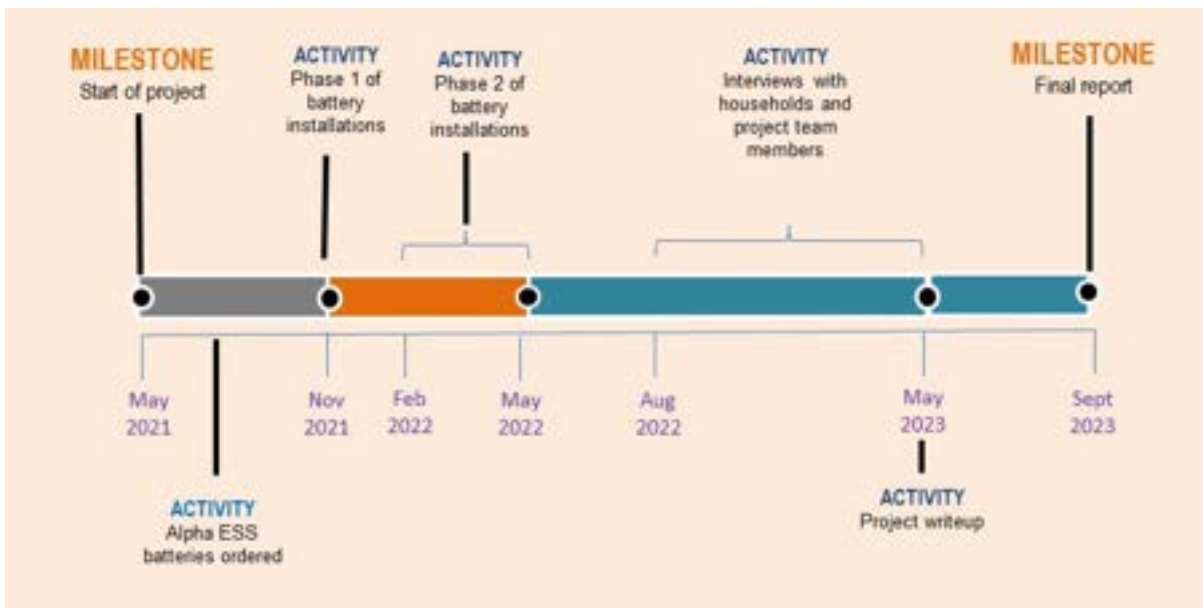 MILESTONE
Start of project
ACTIVITY
Phase 1 of
battery
installations
ACTIVITY
Phase 2 of
battery
installations
ACTIVITY
Interviews with
households and
project team
members
MILESTONE
Final report
May
2021
Nov
2021
Feb
2022
May
2022
Aug
2022
May
2023
Sept
2023
ACTIVITY
Alpha ESS
batteries ordered
ACTIVITY
Project writeup